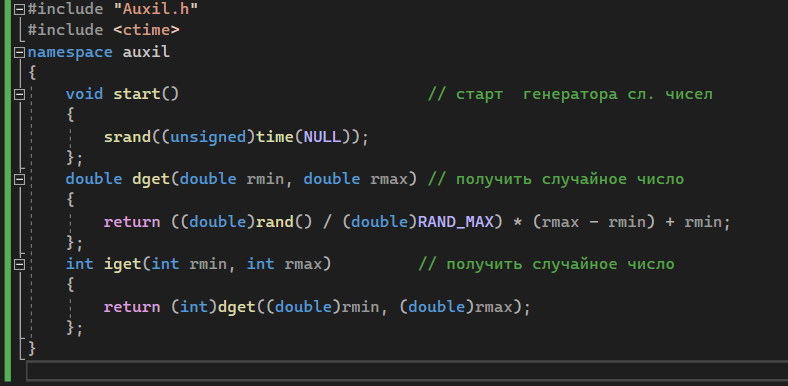 #include "Auxil.h"
#include <ctime>
namespace auxil
{
void start() // старт генератора сл. чисел
{
srand((unsigned)time(NULL));
};
double dget(double rmin, double rmax) // получить случайное число
{
return ((double)rand() / (double)RAND_MAX) * (rmax - rmin) + rmin;
};
int iget(int rmin, int rmax) // получить случайное число
{
return (int)dget((double)rmin, (double)rmax);
};
}